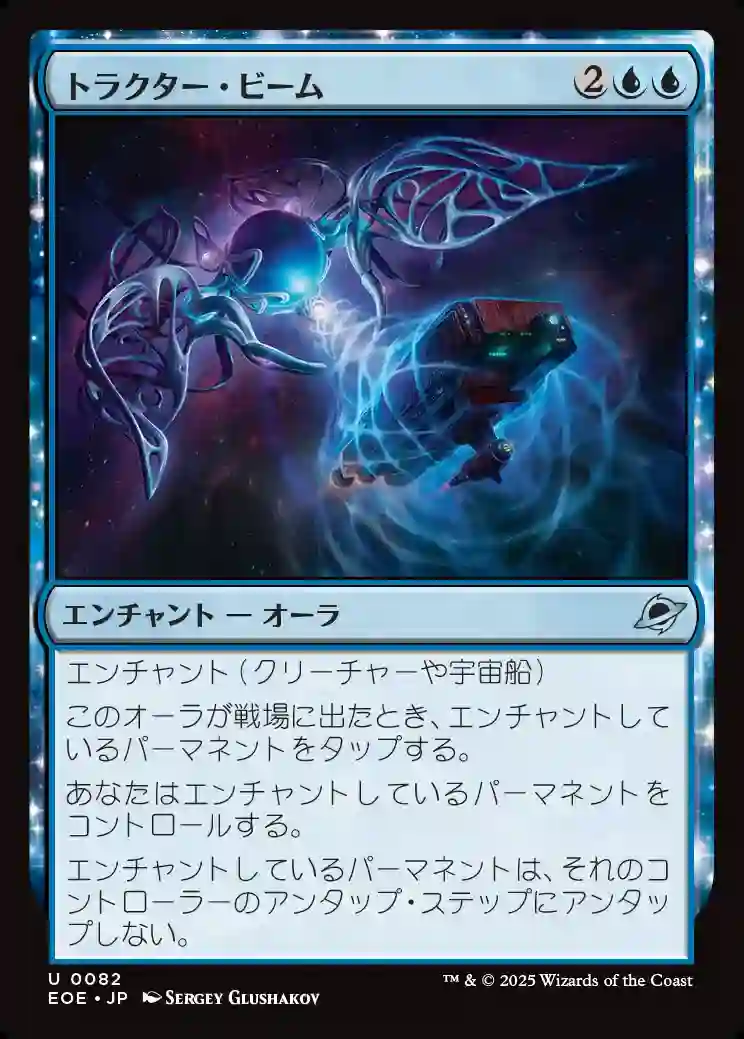 トラクター・ビーム
2
エンチャント — オーラ
エンチャント（クリーチャーや宇宙船）
このオーラが戦場に出たとき、エンチャントして
いるパーマネントをタップする。
あなたはエンチャントしているパーマネントを
コントロールする。
エンチャントしているパーマネントは、それのコ
ントローラーのアンタップ・ステップにアンタッ
プしない。
U 0082
EOE • JP Sergey Glushakov
™ & © 2025 Wizards of the Coast